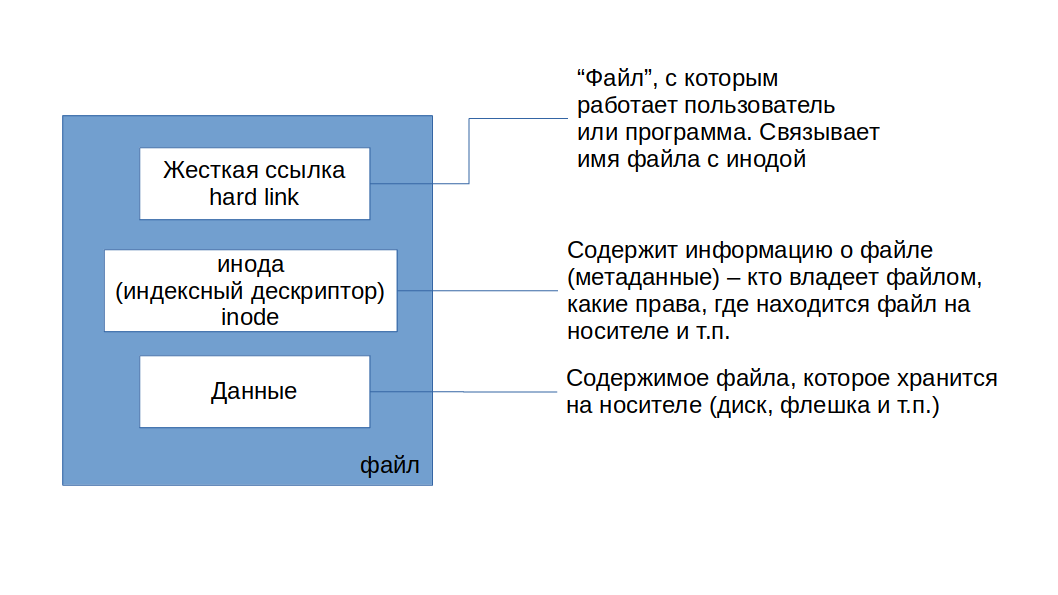 Жесткая ссылка
hard link
инода
(индексный дескриптор)
inode
Данные
файл
“Файл”, с которым
работает пользователь
или программа. Связывает
имя файла с инодой
Содержит информацию о файле
(метаданные) – кто владеет файлом,
какие права, где находится файл на
носителе и т.п.
Содержимое файла, которое хранится
на носителе (диск, флешка и т.п.)